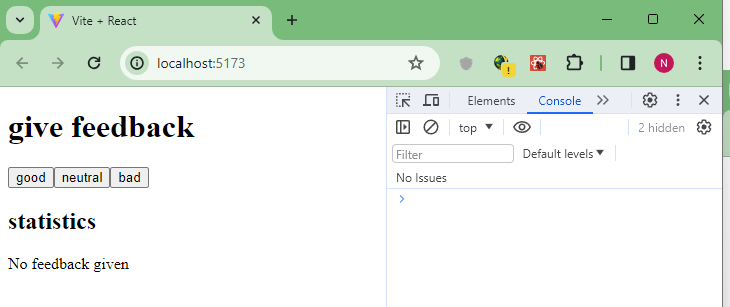 Vite + React
localhost:5173
N
give feedback
good neutral bad
statistics
No feedback given
Elements Console
top 2 hidden
Filter Default levels
No Issues